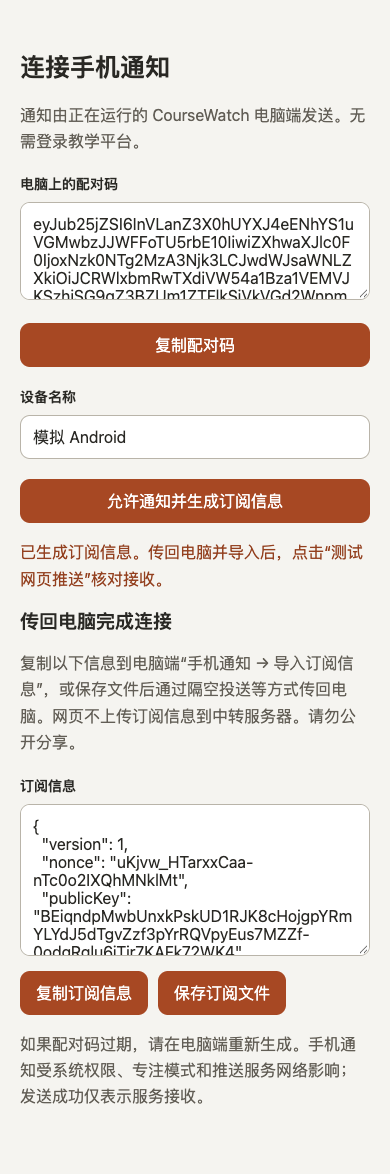 连接手机通知
通知由正在运行的 CourseWatch 电脑端发送。无
需登录教学平台。
电脑上的配对码
eyJub25jZSI6InVLanZ3X0hUYXJ4eENhYS1u
VGMwbzJJWFFoTU5rbE10IiwiZXhwaXJlc0F
0IjoxNzk0NTg2MzA3Njk3LCJwdWJsaWNLZ
XkiOiJCRWlxbmRwTXdiVW54a1Bza1VEMVJ
复制配对码
设备名称
模拟 Android
允许通知并生成订阅信息
已生成订阅信息。传回电脑并导入后，点击“测试
网页推送”核对接收。
传回电脑完成连接
复制以下信息到电脑端“手机通知 → 导入订阅信
息”，或保存文件后通过隔空投送等方式传回电
脑。网页不上传订阅信息到中转服务器。请勿公
开分享。
订阅信息
{
"version": 1,
"nonce": "uKjvw_HTarxxCaa-
nTc0o2IXQhMNklMt",
"publicKey":
"BEiqndpMwbUnxkPskUD1RJK8cHojgpYRm
YLYdJ5dTgvZzf3pYrRQVpyEus7MZZf-
复制订阅信息
保存订阅文件
如果配对码过期，请在电脑端重新生成。手机通
知受系统权限、专注模式和推送服务网络影响；
发送成功仅表示服务接收。